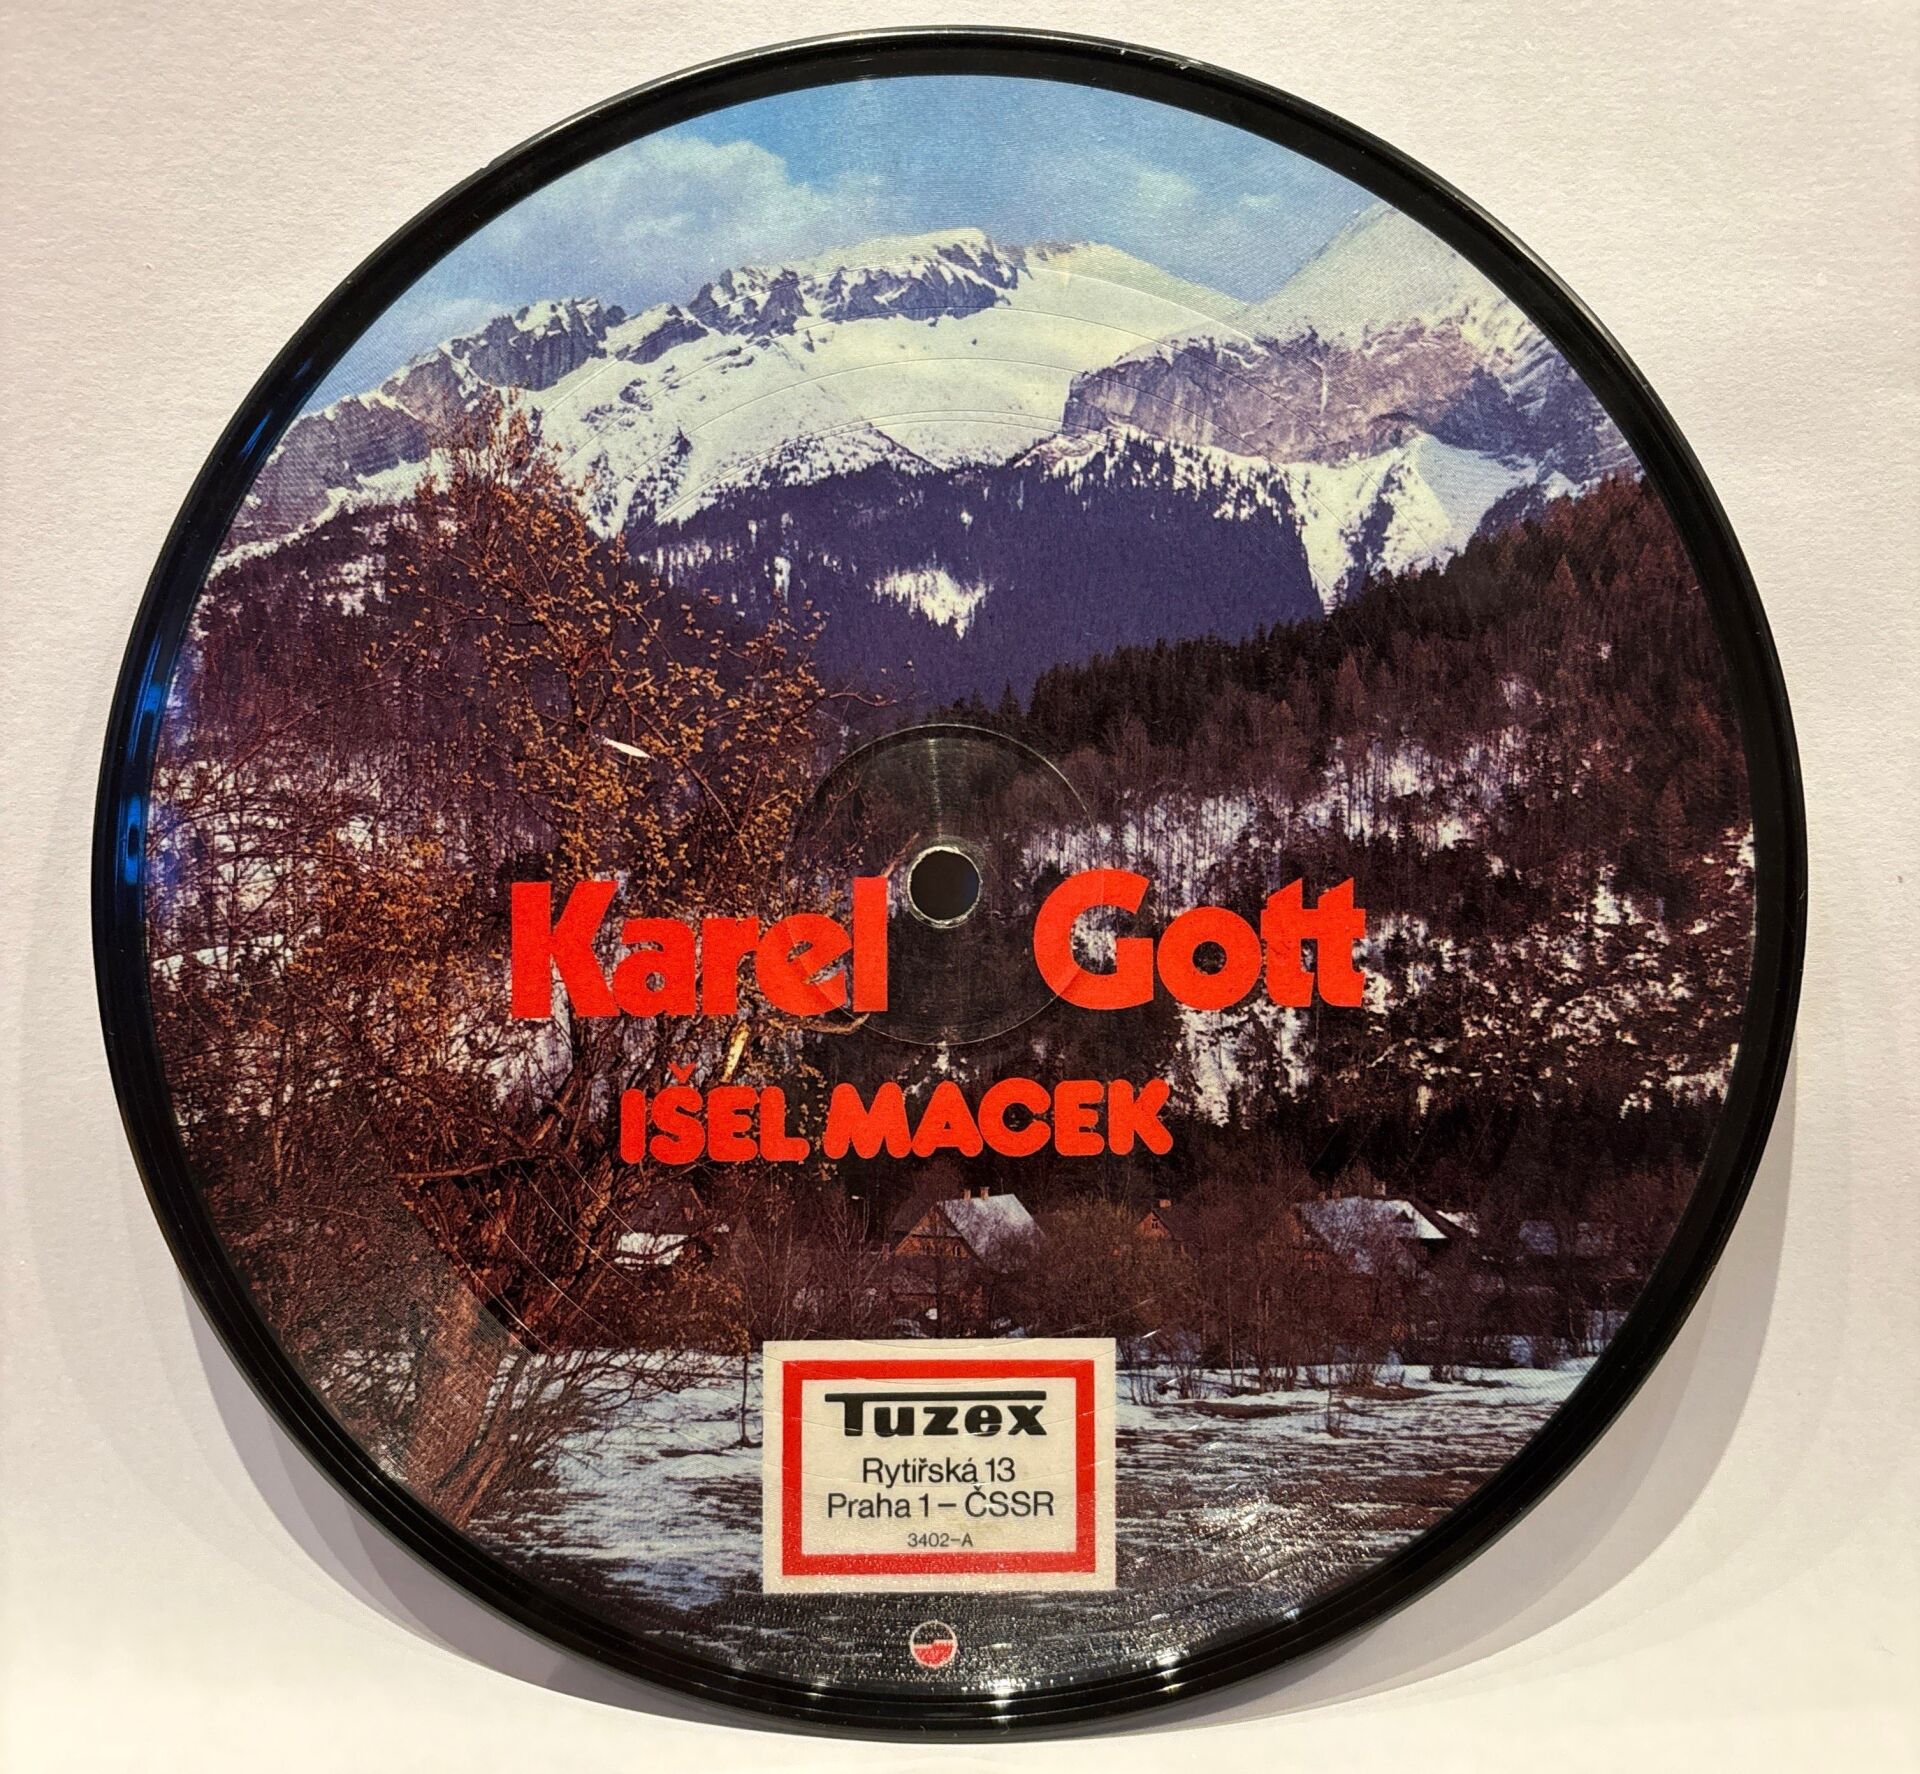 Karel Gott
IŠEL MACEK
Tuzex
Rytířská 13
Praha 1 – ČSSR
3402-A